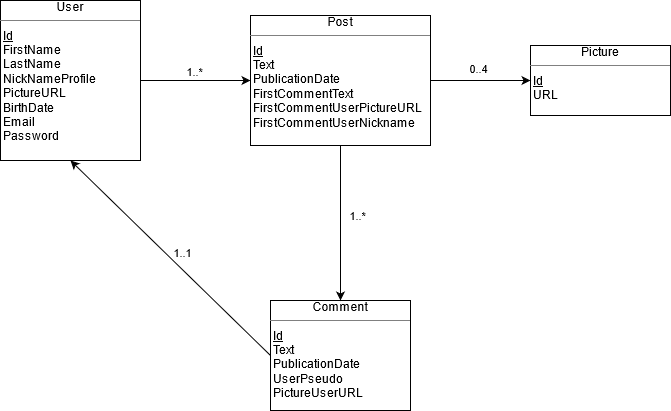 User
Id
FirstName
LastName
NickNameProfile
PictureURL
BirthDate
Email
Password
1..*
Post
Id
Text
PublicationDate
FirstCommentText
FirstCommentUserPictureURL
FirstCommentUserNickname
0..4
Picture
Id
URL
1..*
1..1
Comment
Id
Text
PublicationDate
UserPseudo
PictureUserURL